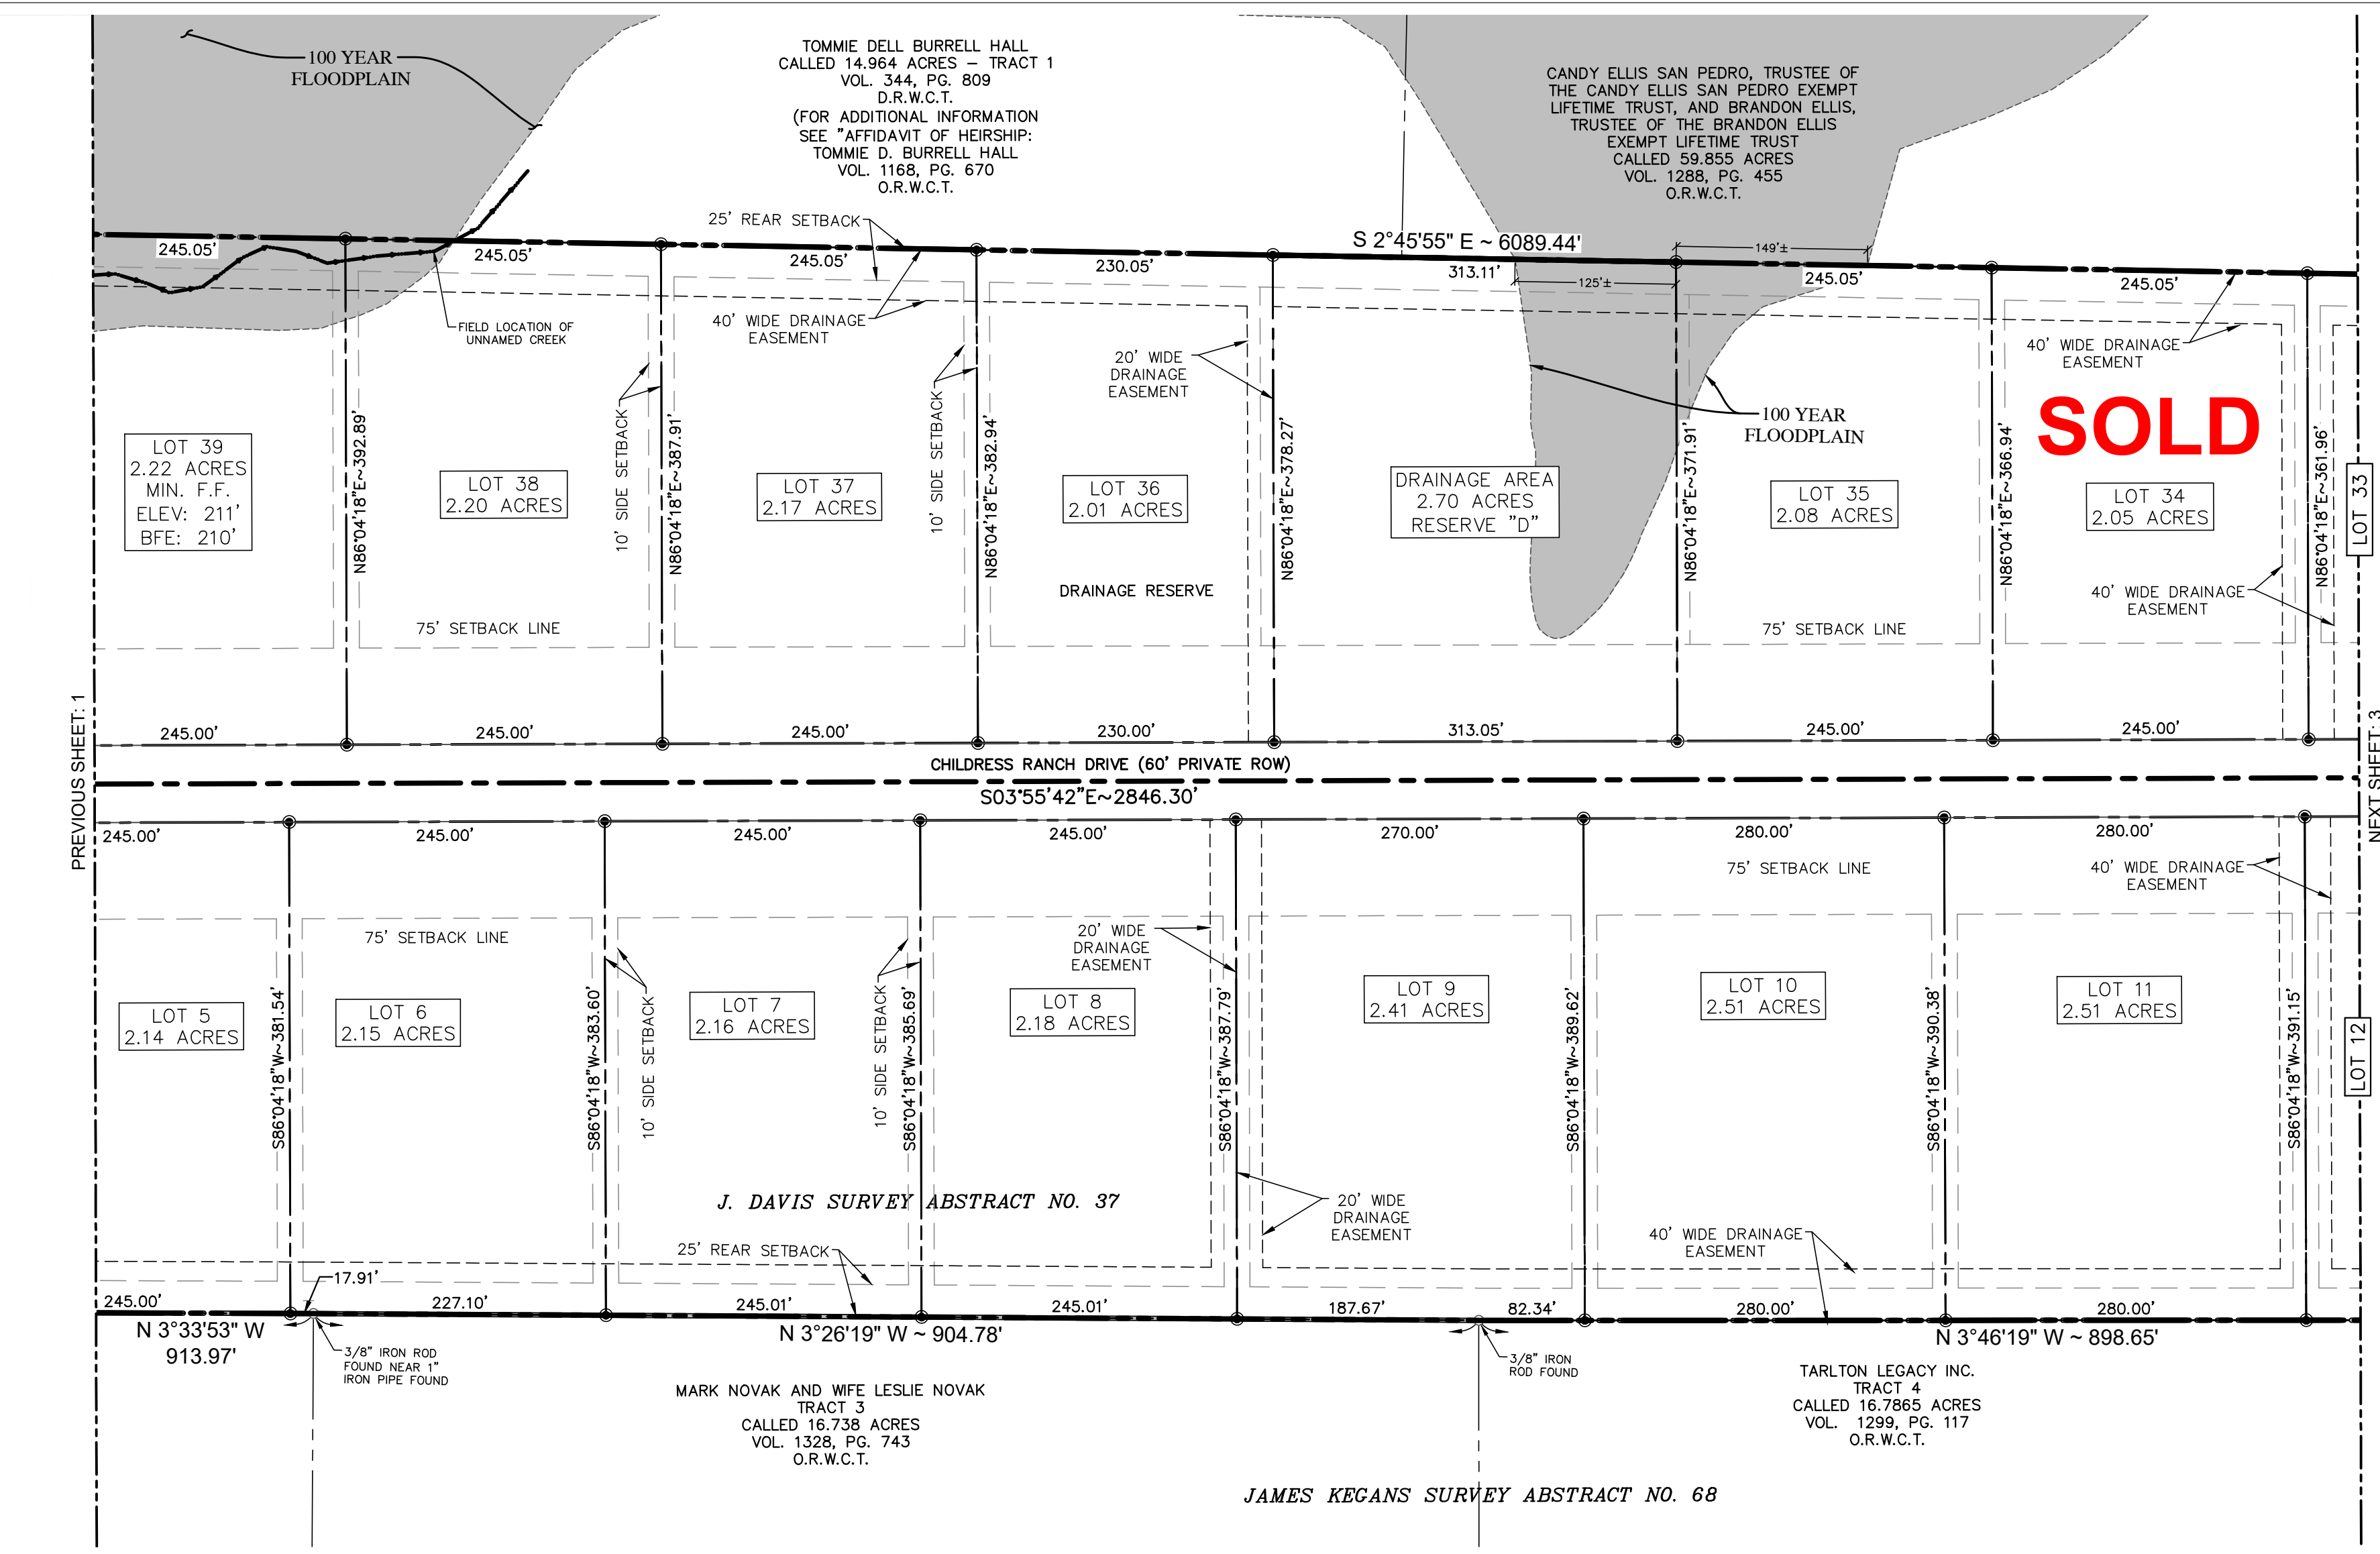 100 YEAR
FLOODPLAIN
TOMMIE DELL BURRELL HALL
CALLED 14.964 ACRES – TRACT 1
VOL. 344, PG. 809
D.R.W.C.T.
(FOR ADDITIONAL INFORMATION
SEE "AFFIDAVIT OF HEIRSHIP:
TOMMIE D. BURRELL HALL
VOL. 1168, PG. 670
O.R.W.C.T.
CANDY ELLIS SAN PEDRO, TRUSTEE OF
THE CANDY ELLIS SAN PEDRO EXEMPT
LIFETIME TRUST, AND BRANDON ELLIS,
TRUSTEE OF THE BRANDON ELLIS
EXEMPT LIFETIME TRUST
CALLED 59.855 ACRES
VOL. 1288, PG. 455
O.R.W.C.T.
25' REAR SETBACK
S 2°45'55" E ~ 6089.44'
149'±
245.05'
245.05'
245.05'
230.05'
313.11'
245.05'
245.05'
125'±
FIELD LOCATION OF
UNNAMED CREEK
40' WIDE DRAINAGE
EASEMENT
20' WIDE
DRAINAGE
EASEMENT
40' WIDE DRAINAGE
EASEMENT
100 YEAR
FLOODPLAIN
SOLD
LOT 39
2.22 ACRES
MIN. F.F.
ELEV: 211'
BFE: 210'
N86°04'18"E~392.89'
LOT 38
2.20 ACRES
10' SIDE SETBACK
N86°04'18"E~387.91'
LOT 37
2.17 ACRES
10' SIDE SETBACK
N86°04'18"E~382.94'
LOT 36
2.01 ACRES
DRAINAGE RESERVE
N86°04'18"E~378.27'
DRAINAGE AREA
2.70 ACRES
RESERVE "D"
N86°04'18"E~371.91'
LOT 35
2.08 ACRES
N86°04'18"E~366.94'
LOT 34
2.05 ACRES
N86°04'18"E~361.96'
LOT 33
40' WIDE DRAINAGE
EASEMENT
75' SETBACK LINE
75' SETBACK LINE
245.00'
245.00'
245.00'
230.00'
313.05'
245.00'
245.00'
PREVIOUS SHEET: 1
NEXT SHEET: 3
CHILDRESS RANCH DRIVE (60' PRIVATE ROW)
S03°55'42"E~2846.30'
245.00'
245.00'
245.00'
245.00'
270.00'
280.00'
280.00'
75' SETBACK LINE
40' WIDE DRAINAGE
EASEMENT
75' SETBACK LINE
20' WIDE
DRAINAGE
EASEMENT
LOT 5
2.14 ACRES
S86°04'18"W~381.54'
LOT 6
2.15 ACRES
S86°04'18"W~383.60'
10' SIDE SETBACK
LOT 7
2.16 ACRES
10' SIDE SETBACK
S86°04'18"W~385.69'
LOT 8
2.18 ACRES
S86°04'18"W~387.79'
LOT 9
2.41 ACRES
S86°04'18"W~389.62'
LOT 10
2.51 ACRES
S86°04'18"W~390.38'
LOT 11
2.51 ACRES
S86°04'18"W~391.15'
LOT 12
J. DAVIS SURVEY ABSTRACT NO. 37
20' WIDE
DRAINAGE
EASEMENT
25' REAR SETBACK
40' WIDE DRAINAGE
EASEMENT
17.91'
245.00'
227.10'
245.01'
245.01'
187.67'
82.34'
280.00'
280.00'
N 3°33'53" W
913.97'
N 3°26'19" W ~ 904.78'
N 3°46'19" W ~ 898.65'
3/8" IRON ROD
FOUND NEAR 1"
IRON PIPE FOUND
3/8" IRON
ROD FOUND
MARK NOVAK AND WIFE LESLIE NOVAK
TRACT 3
CALLED 16.738 ACRES
VOL. 1328, PG. 743
O.R.W.C.T.
TARLTON LEGACY INC.
TRACT 4
CALLED 16.7865 ACRES
VOL. 1299, PG. 117
O.R.W.C.T.
JAMES KEGANS SURVEY ABSTRACT NO. 68